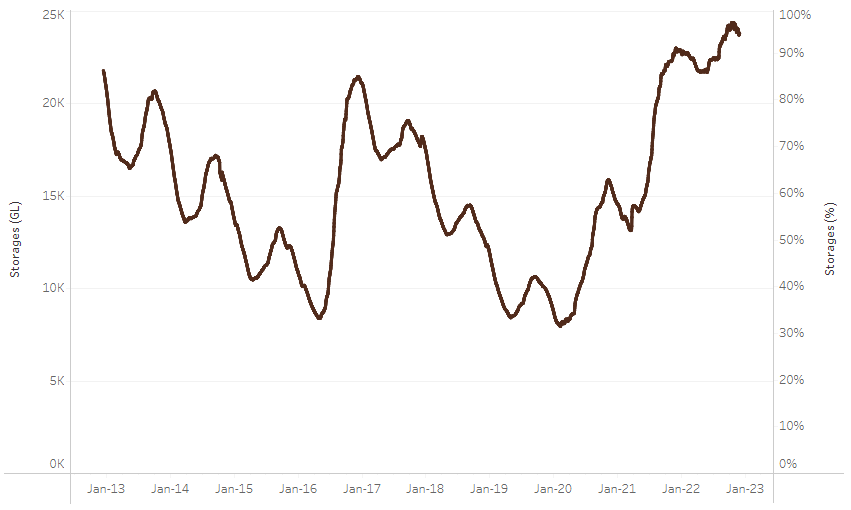 25K
20K
15K
10K
5K
0K
Storages (GL)
100%
90%
80%
70%
60%
50%
40%
30%
20%
10%
0%
Storages (%)
Jan-13 Jan-14 Jan-15 Jan-16 Jan-17 Jan-18 Jan-19 Jan-20 Jan-21 Jan-22 Jan-23